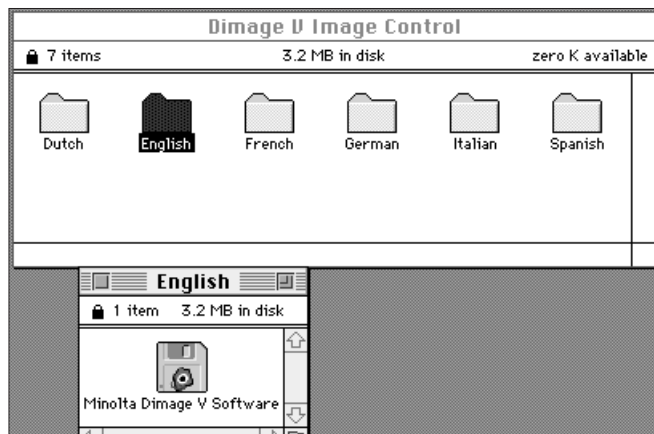 Dimage V Image Control
7 items 3.2 MB in disk zero K available
Dutch English French German Italian Spanish
English
1 item 3.2 MB in disk
Minolta Dimage V Software